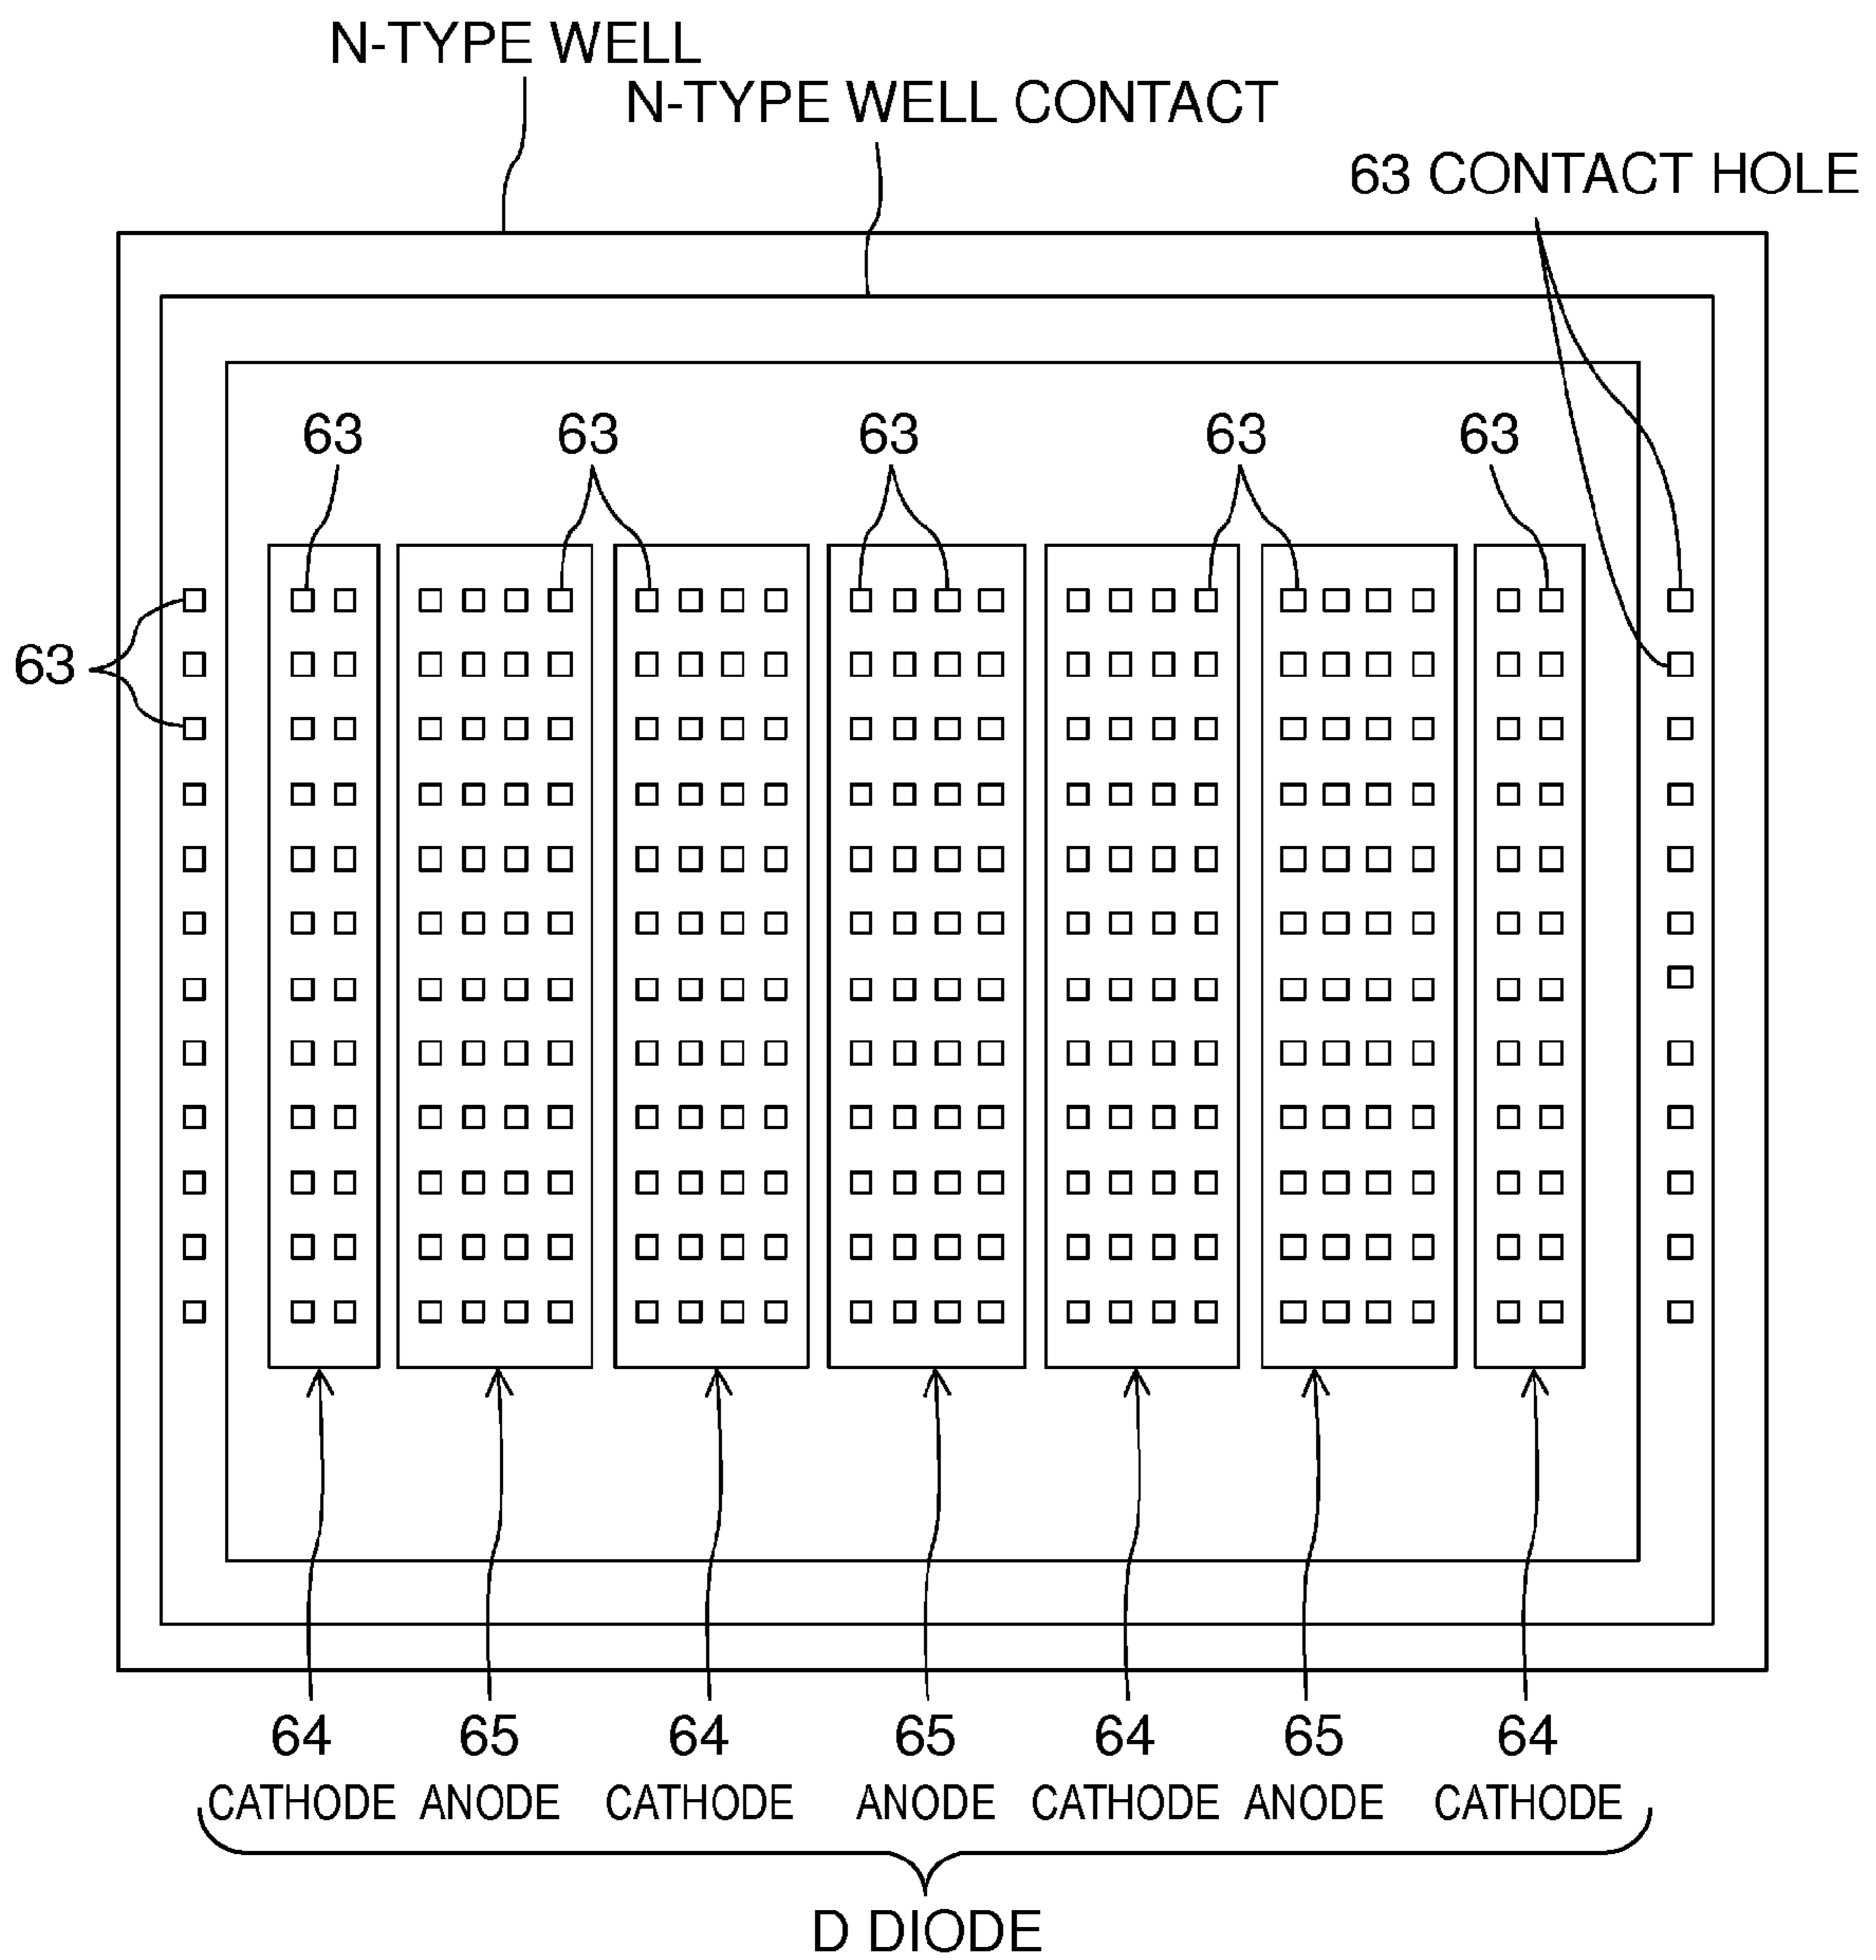 N-TYPE WELL
N-TYPE WELL CONTACT
63 CONTACT HOLE
63 63 63 63 63
63
64 65 64 65 64 65 64
CATHODE ANODE CATHODE ANODE CATHODE ANODE CATHODE
D DIODE